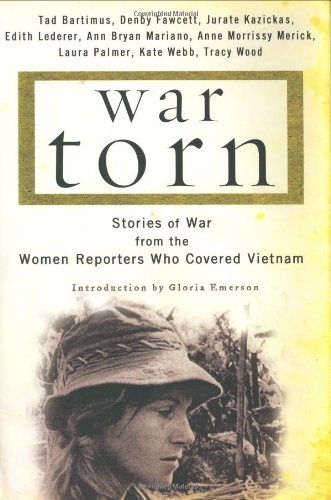 Tad Bartimus, Denby Fawcett, Jurate Kazickas,
Edith Lederer, Ann Bryan Mariano, Anne Morrissy Merick,
Laura Palmer, Kate Webb, Tracy Wood
war
torn
Stories of War
from the
Women Reporters Who Covered Vietnam
Introduction by Gloria Emerson